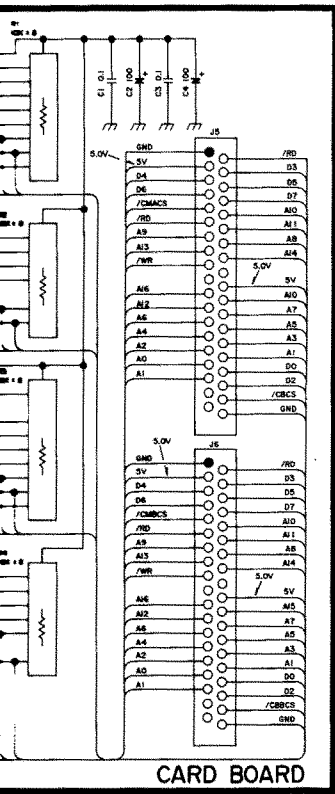 10K × 8
C1 0.1
C2 100
C3 0.1
C4 100
J5
5.0V
GND
5V
D4
D6
/CMACS
/RD
A9
A13
/WR
A16
A12
A6
A4
A2
A0
A1
/RD
D3
D5
D7
A10
A11
A8
A14
5.0V
5V
A10
A7
A5
A3
A1
D0
D2
/CBCS
GND
J6
5.0V
GND
5V
D4
D6
/CMBCS
/RD
A9
A13
/WR
A16
A12
A6
A4
A2
A0
A1
/RD
D3
D5
D7
A10
A11
A8
A14
5.0V
5V
A15
A7
A5
A3
A1
D0
D2
/CBBCS
GND
CARD BOARD